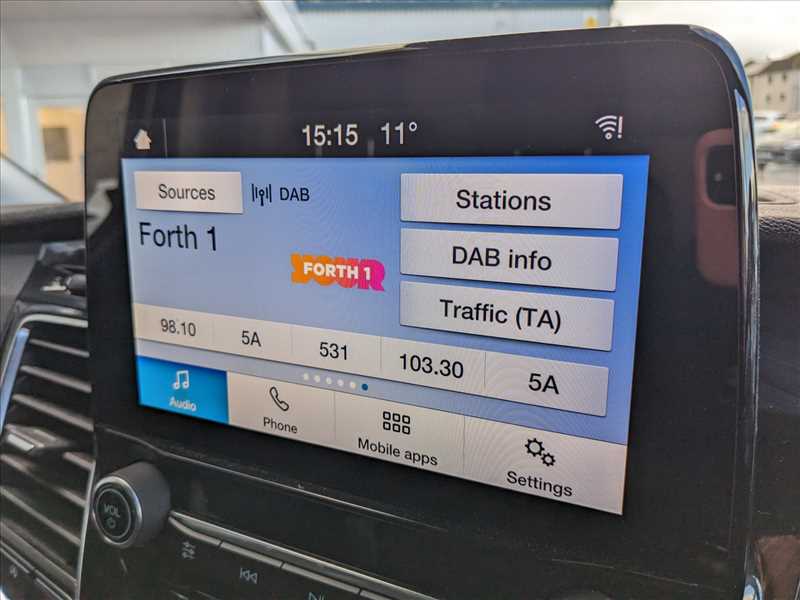 15:15 11°
Sources DAB
Stations
Forth 1
FORTH 1
DAB info
Traffic (TA)
98.10 5A 531 103.30 5A
Audio Phone Mobile apps Settings
VOL